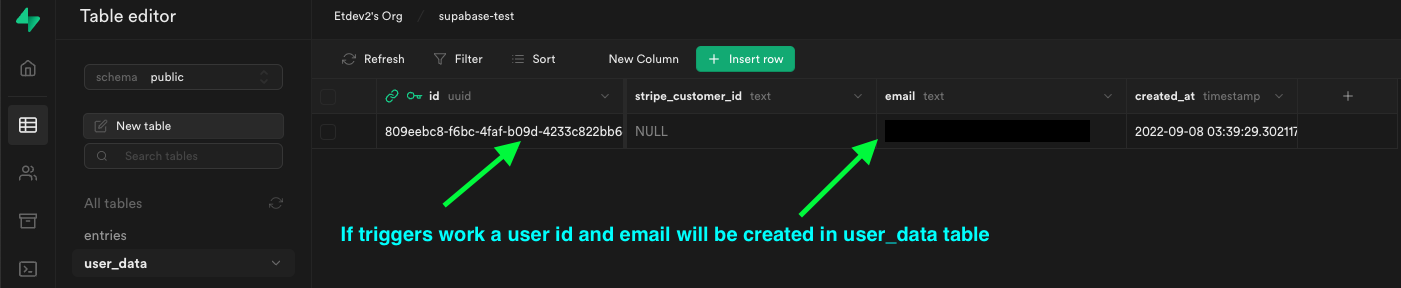 Table editor
Etdev2's Org / supabase-test
schema public
New table
Search tables
All tables
entries
user_data
Refresh Filter Sort New Column + Insert row
id uuid stripe_customer_id text email text created_at timestamp +
809eebc8-f6bc-4faf-b09d-4233c822bb6 NULL 2022-09-08 03:39:29.302117
If triggers work a user id and email will be created in user_data table